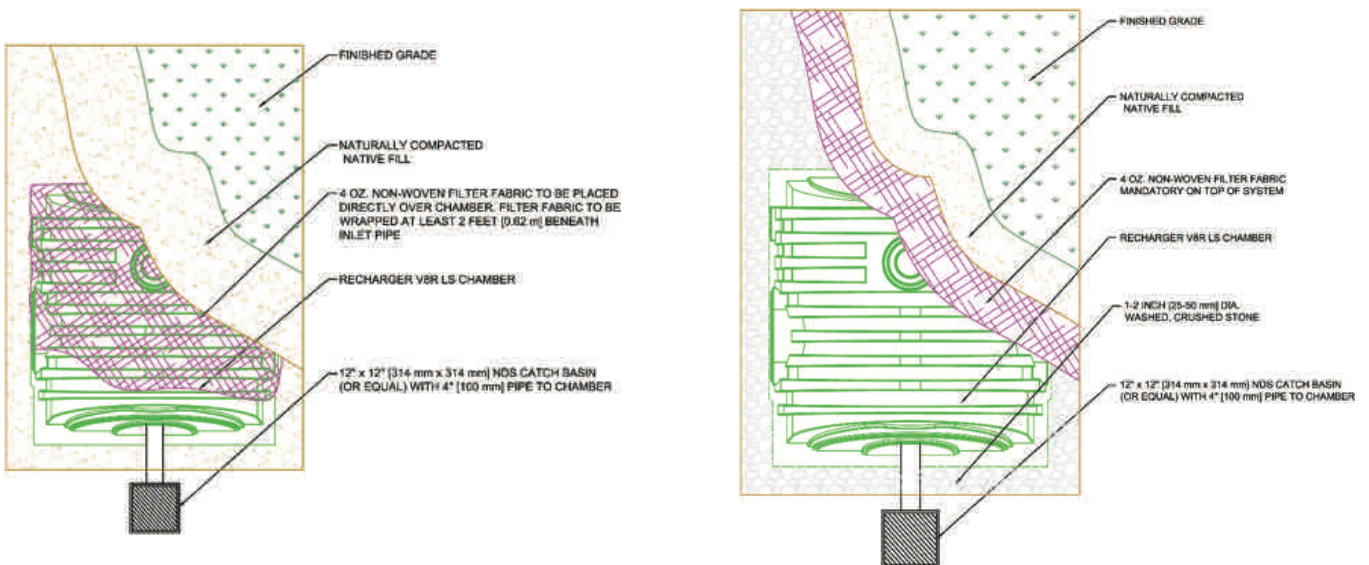 FINISHED GRADE
NATURALLY COMPACTED
NATIVE FILL
4 OZ. NON-WOVEN FILTER FABRIC TO BE PLACED
DIRECTLY OVER CHAMBER. FILTER FABRIC TO BE
WRAPPED AT LEAST 2 FEET [0.62 m] BENEATH
INLET PIPE
RECHARGER V8R LS CHAMBER
12" x 12" [314 mm x 314 mm] NDS CATCH BASIN
(OR EQUAL) WITH 4" [100 mm] PIPE TO CHAMBER
FINISHED GRADE
NATURALLY COMPACTED
NATIVE FILL
4 OZ. NON-WOVEN FILTER FABRIC
MANDATORY ON TOP OF SYSTEM
RECHARGER V8R LS CHAMBER
1-2 INCH [25-50 mm] DIA.
WASHED, CRUSHED STONE
12" x 12" [314 mm x 314 mm] NDS CATCH BASIN
(OR EQUAL) WITH 4" [100 mm] PIPE TO CHAMBER